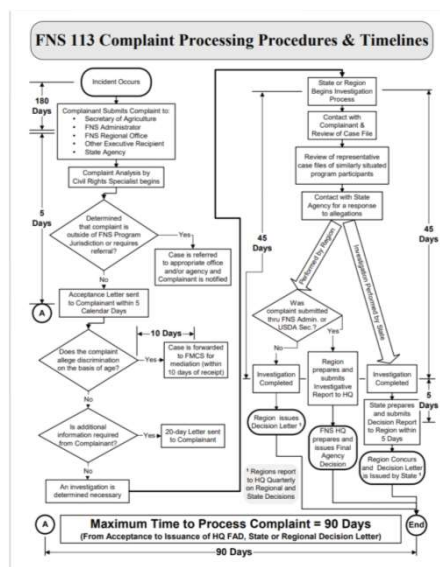 FNS 113 Complaint Processing Procedures & Timelines
Incident Occurs
180
Days
Complainant Submits Complaint to:
• Secretary of Agriculture
• FNS Administrator
• FNS Regional Office
• Other Executive Recipient
• State Agency
5
Days
Complaint Analysis by
Civil Rights Specialist begins
Determined
that complaint is
outside of FNS Program
Jurisdiction or requires
referral?
Yes
Case is referred
to appropriate office
and/or agency and
Complainant is notified
No
A
Acceptance Letter sent
to Complainant within 5
Calendar Days
10 Days
Does the complaint
allege discrimination
on the basis of age?
Yes
Case is forwarded
to FMCS for
mediation (within
10 days of receipt)
No
Is additional
information required
from Complainant?
Yes
20-day Letter sent
to Complainant
No
An investigation is
determined necessary
State or Region
Begins Investigation
Process
Contact with
Complainant &
Review of Case File
Review of representative
case files of similarly situated
program participants
Contact with State
Agency for a response
to allegations
45
Days
45
Days
Performed by Region
Investigation Performed by State
Was
complaint submitted
thru FNS Admin. or
USDA Sec.?
No
Yes
Investigation
Completed
Region
prepares and
submits
Investigative
Report to HQ
Investigation
Completed
5
Days
Region issues
Decision Letter ¹
FNS HQ
prepares and
issues Final
Agency
Decision
State prepares
and submits
Decision Report
to Region within
5 Days
¹ Regions report
to HQ Quarterly
on Regional and
State Decisions
Region Concurs
and Decision Letter
is Issued by State ¹
A
Maximum Time to Process Complaint = 90 Days
(From Acceptance to Issuance of HQ FAD, State or Regional Decision Letter)
End
90 Days